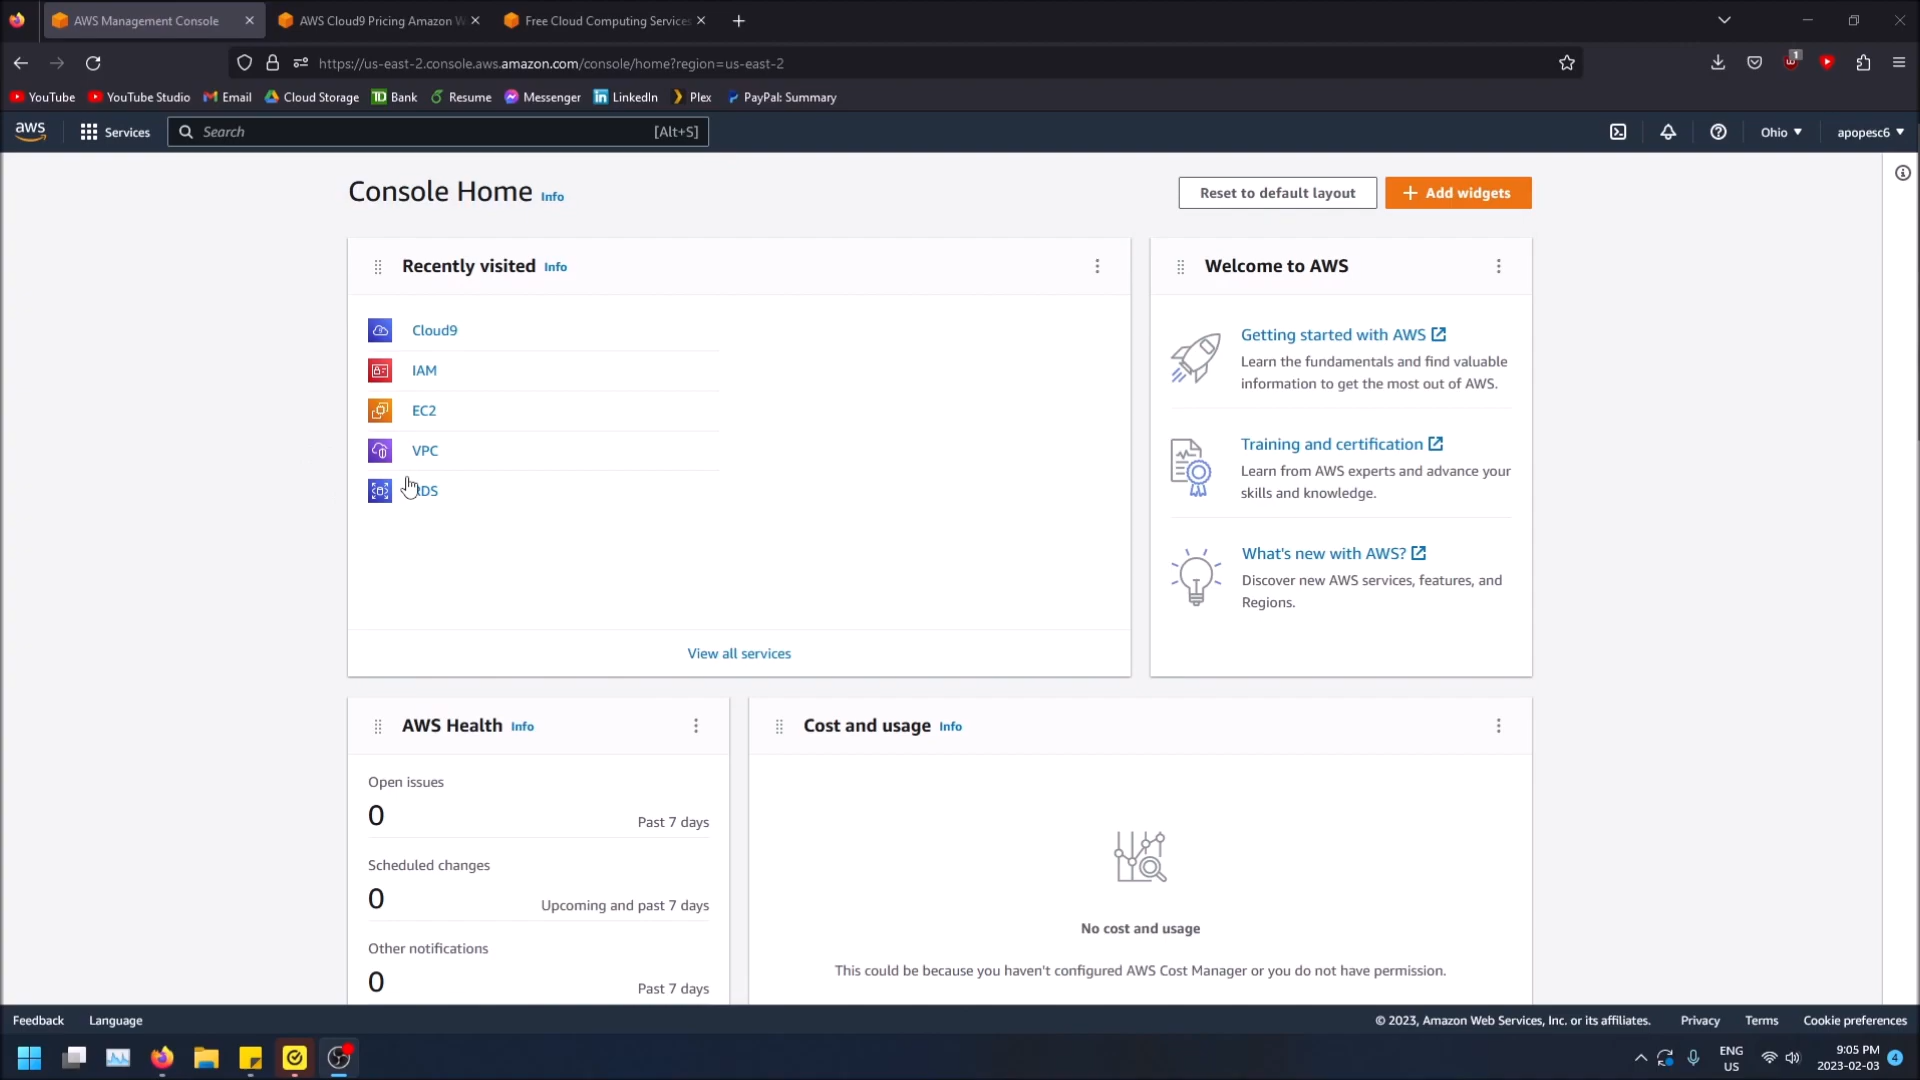 AWS Management Console
AWS Cloud9 Pricing Amazon W
Free Cloud Computing Services
https://us-east-2.console.aws.amazon.com/console/home?region=us-east-2
1
YouTube
YouTube Studio
Email
Cloud Storage
TD Bank
Resume
Messenger
LinkedIn
Plex
PayPal: Summary
aws
Services
Search
[Alt+S]
Ohio
apopesc6
Console Home Info
Reset to default layout
Add widgets
Recently visited Info
Cloud9
IAM
EC2
VPC
RDS
View all services
Welcome to AWS
Getting started with AWS
Learn the fundamentals and find valuable
information to get the most out of AWS.
Training and certification
Learn from AWS experts and advance your
skills and knowledge.
What's new with AWS?
Discover new AWS services, features, and
Regions.
AWS Health Info
Open issues
0
Past 7 days
Scheduled changes
0
Upcoming and past 7 days
Other notifications
0
Past 7 days
Cost and usage Info
No cost and usage
This could be because you haven't configured AWS Cost Manager or you do not have permission.
Feedback
Language
© 2023, Amazon Web Services, Inc. or its affiliates.
Privacy
Terms
Cookie preferences
ENG
US
9:05 PM
2023-02-03
4